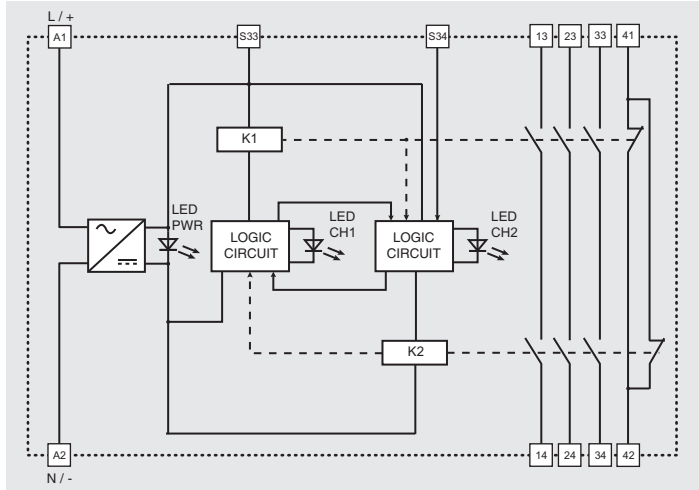 L / +
A1
S33
S34
13
23
33
41
K1
LED
PWR
LOGIC
CIRCUIT
LED
CH1
LOGIC
CIRCUIT
LED
CH2
K2
A2
14
24
34
42
N / -